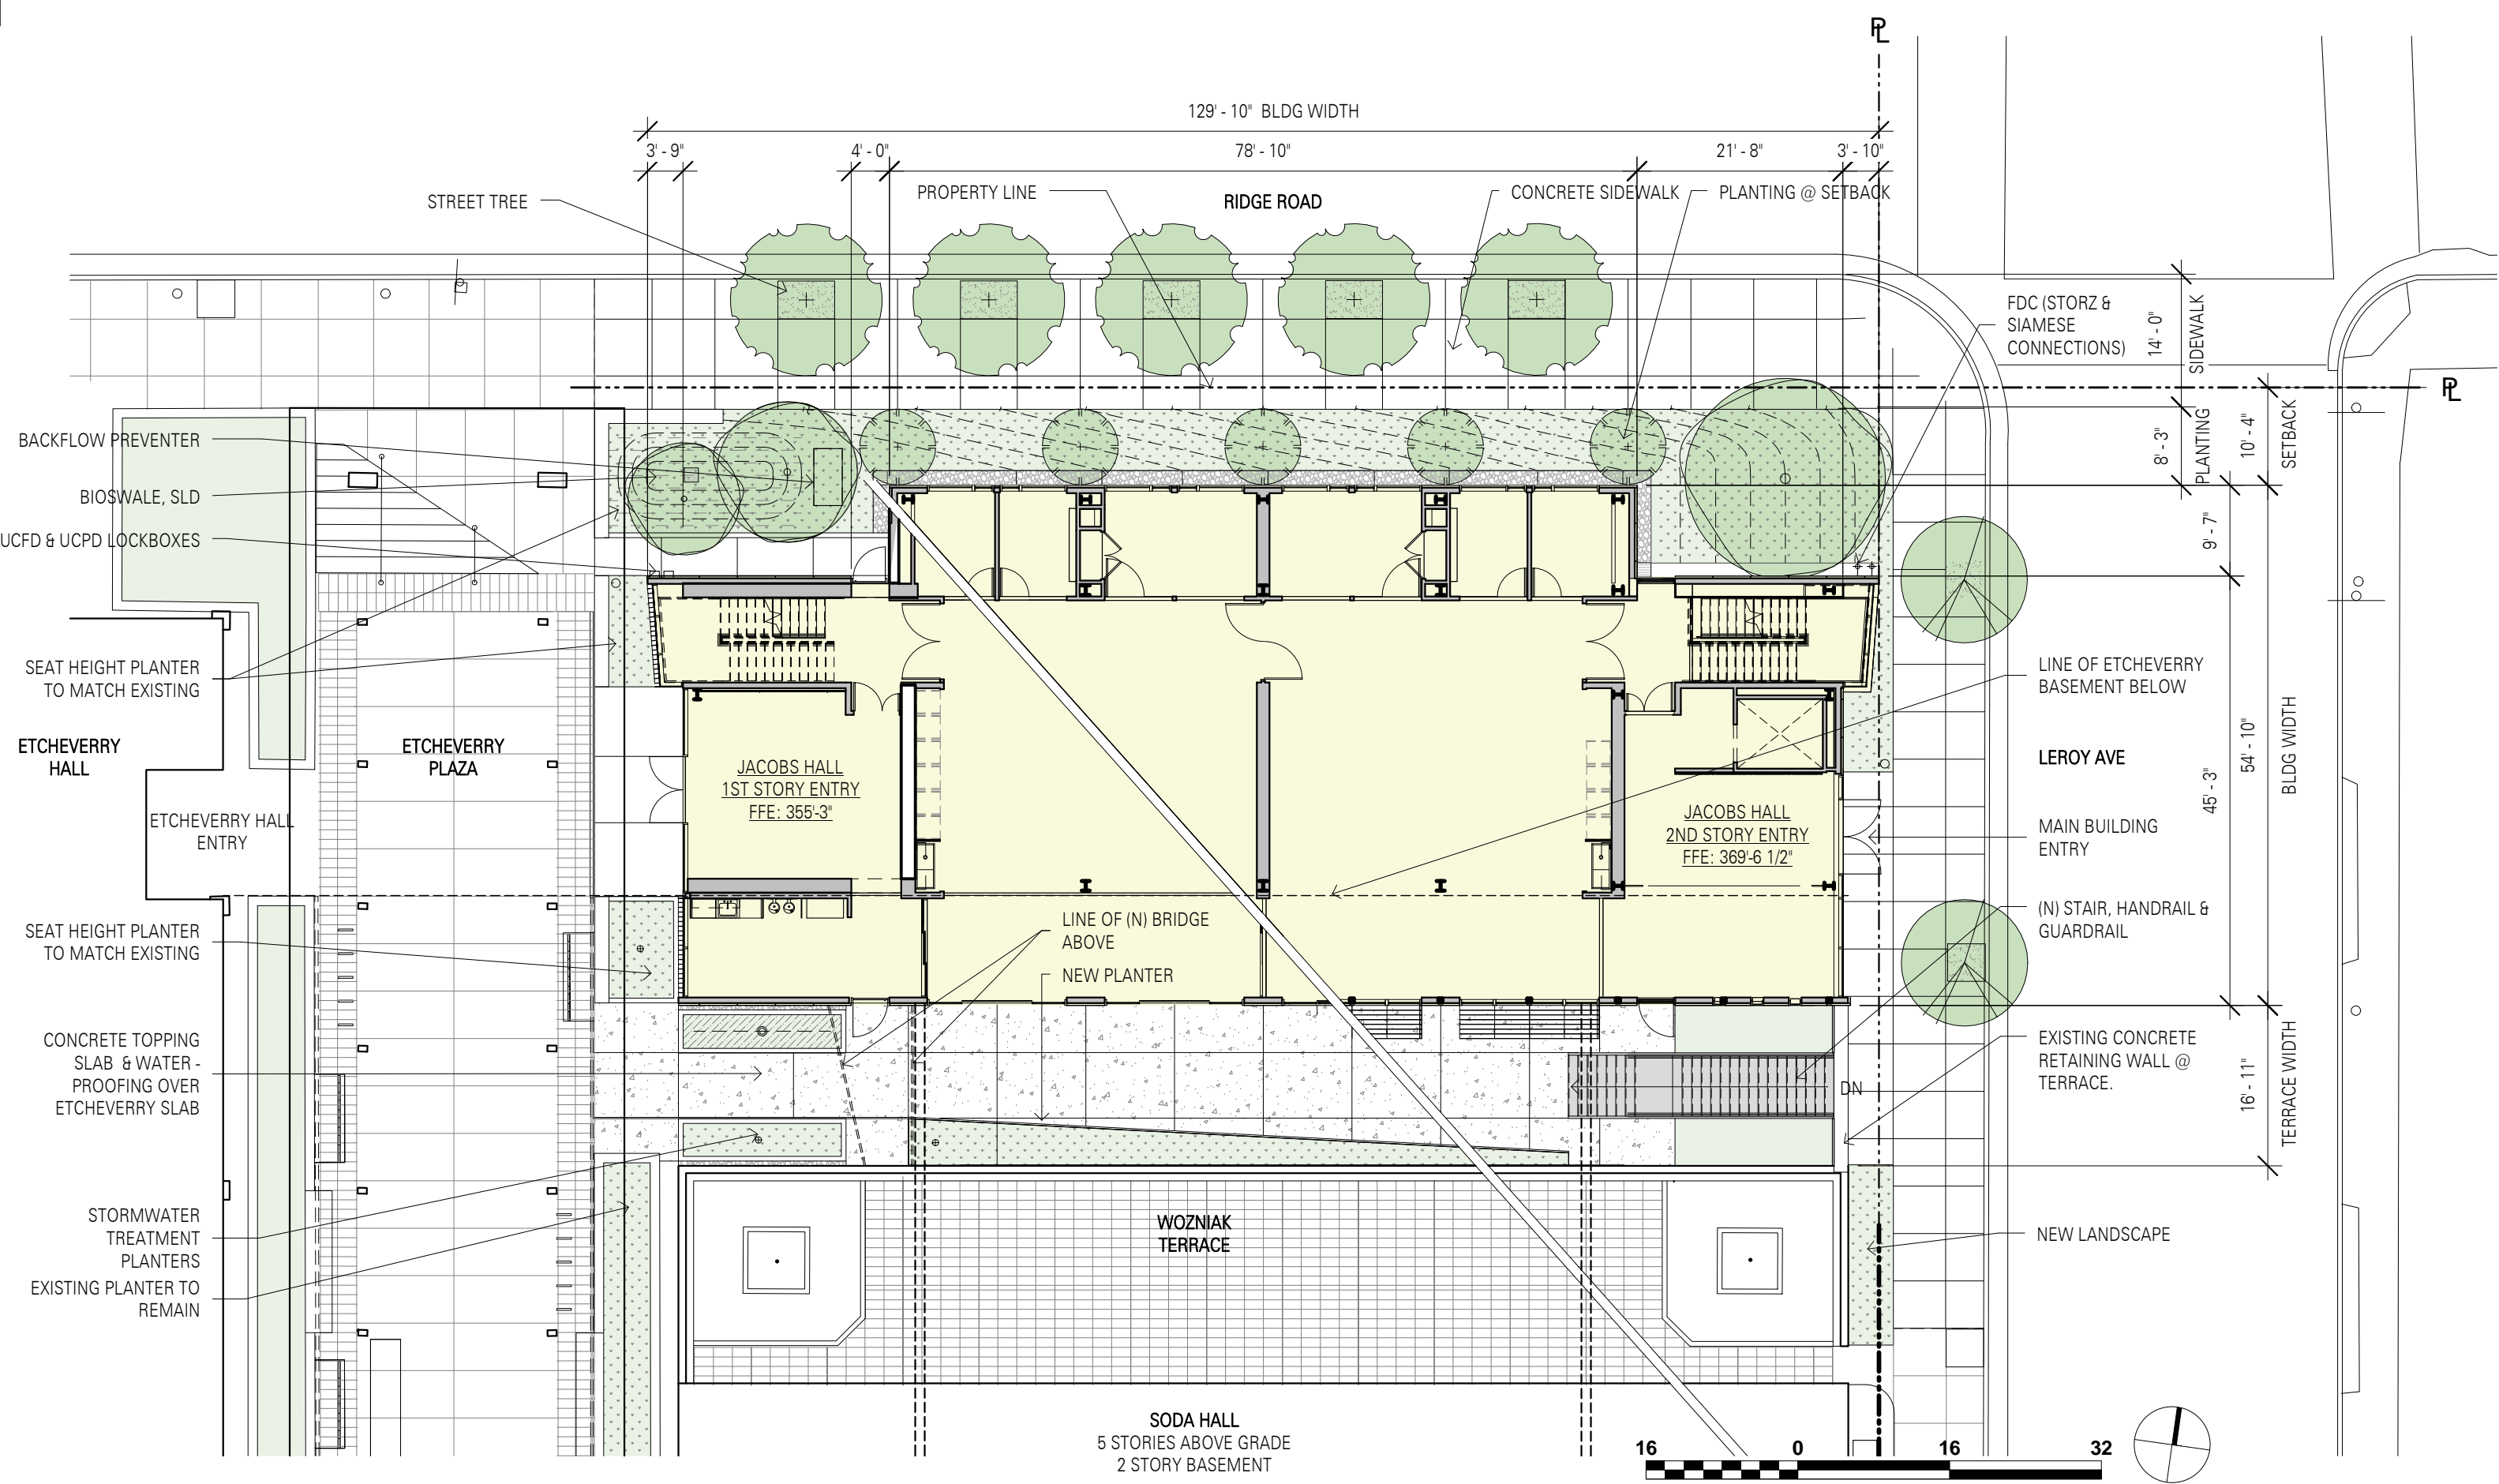 PL
129' - 10" BLDG WIDTH
3' - 9"
4' - 0"
78' - 10"
21' - 8"
3' - 10"
STREET TREE
PROPERTY LINE
RIDGE ROAD
CONCRETE SIDEWALK
PLANTING @ SETBACK
FDC (STORZ &
SIAMESE
CONNECTIONS)
14' - 0"
SIDEWALK
PL
BACKFLOW PREVENTER
BIOSWALE, SLD
UCFD & UCPD LOCKBOXES
8' - 3"
PLANTING
10' - 4"
SETBACK
9' - 7"
SEAT HEIGHT PLANTER
TO MATCH EXISTING
LINE OF ETCHEVERRY
BASEMENT BELOW
ETCHEVERRY
HALL
ETCHEVERRY
PLAZA
JACOBS HALL
1ST STORY ENTRY
FFE: 355'-3"
LEROY AVE
45' - 3"
54' - 10"
BLDG WIDTH
ETCHEVERRY HALL
ENTRY
JACOBS HALL
2ND STORY ENTRY
FFE: 369'-6 1/2"
MAIN BUILDING
ENTRY
SEAT HEIGHT PLANTER
TO MATCH EXISTING
LINE OF (N) BRIDGE
ABOVE
NEW PLANTER
(N) STAIR, HANDRAIL &
GUARDRAIL
CONCRETE TOPPING
SLAB & WATER -
PROOFING OVER
ETCHEVERRY SLAB
DN
EXISTING CONCRETE
RETAINING WALL @
TERRACE.
16' - 11"
TERRACE WIDTH
STORMWATER
TREATMENT
PLANTERS
EXISTING PLANTER TO
REMAIN
WOZNIAK
TERRACE
NEW LANDSCAPE
SODA HALL
5 STORIES ABOVE GRADE
2 STORY BASEMENT
16 0 16 32